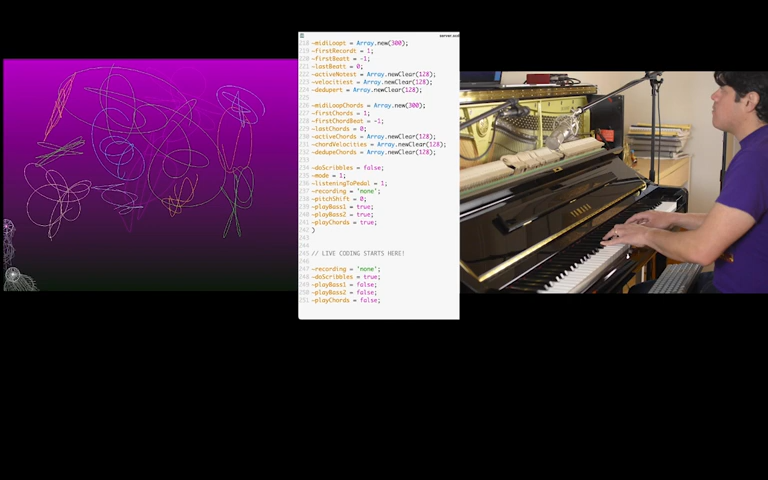 server.scd
218 ~midiLoopt = Array.new(300);
219 ~firstRecordt = 1;
220 ~firstBeatt = -1;
221 ~lastBeatt = 0;
222 ~activeNotest = Array.newClear(128);
223 ~velocitiest = Array.newClear(128);
224 ~dedupert = Array.newClear(128);
225
226 ~midiLoopChords = Array.new(300);
227 ~firstChords = 1;
228 ~firstChordBeat = -1;
229 ~lastChords = 0;
230 ~activeChords = Array.newClear(128);
231 ~chordVelocities = Array.newClear(128);
232 ~dedupeChords = Array.newClear(128);
233
234 ~doScribbles = false;
235 ~mode = 1;
236 ~listeningToPedal = 1;
237 ~recording = 'none';
238 ~pitchShift = 0;
239 ~playBass1 = true;
240 ~playBass2 = true;
241 ~playChords = true;
242 )
243
244
245 // LIVE CODING STARTS HERE!
246
247 ~recording = 'none';
248 ~doScribbles = true;
249 ~playBass1 = false;
250 ~playBass2 = false;
251 ~playChords = false;
YAMAHA